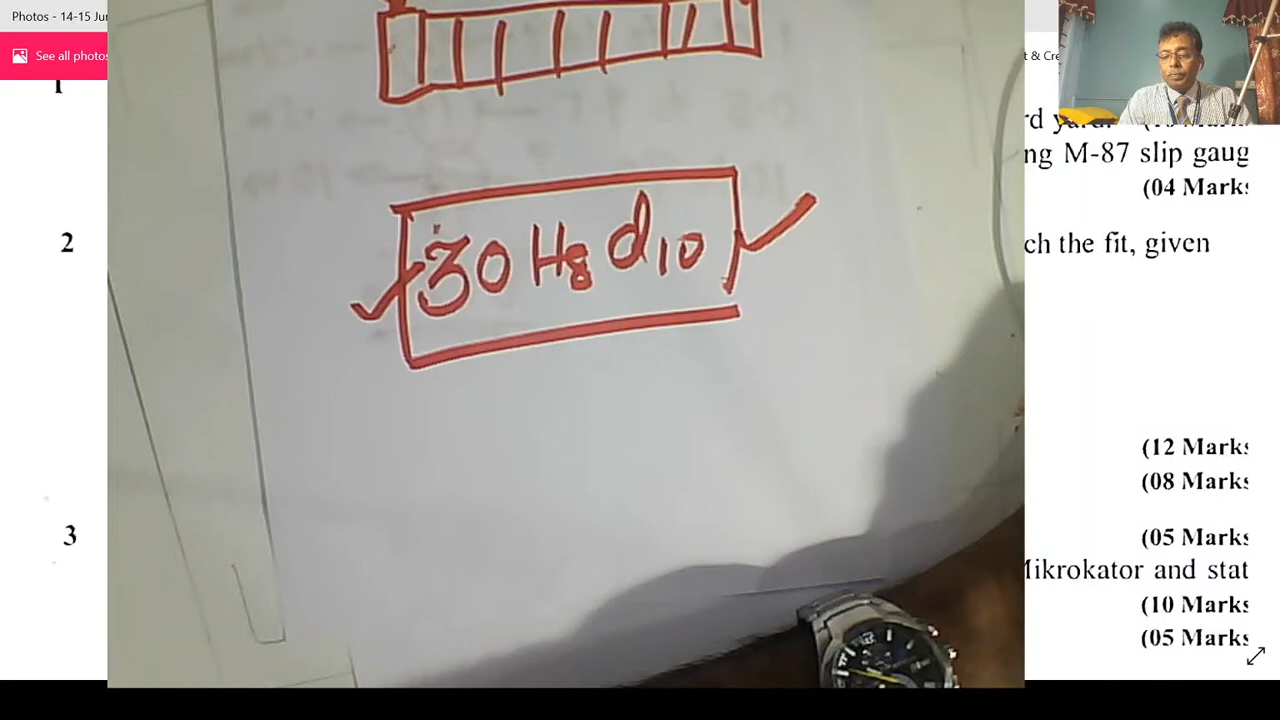 Photos - 14-15 Jun
See all photos
t & Cre
1
rd yard.
ng M-87 slip gaug
(04 Marks
2
ch the fit, given
30 H8 d10
(12 Marks
(08 Marks
3
(05 Marks
Mikrokator and stat
(10 Marks
(05 Marks